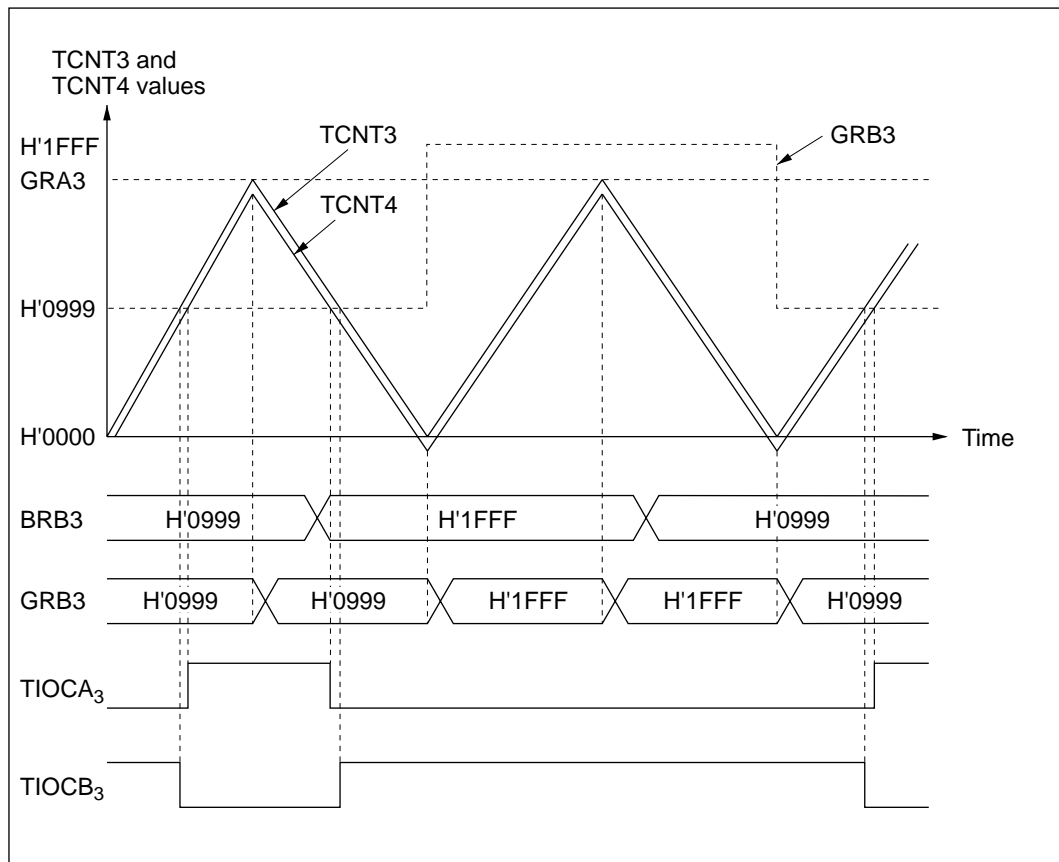 TCNT3 and
TCNT4 values
H'1FFF
TCNT3
GRB3
GRA3
TCNT4
H'0999
H'0000
Time
BRB3 H'0999 H'1FFF H'0999
GRB3 H'0999 H'0999 H'1FFF H'1FFF H'0999
TIOCA3
TIOCB3